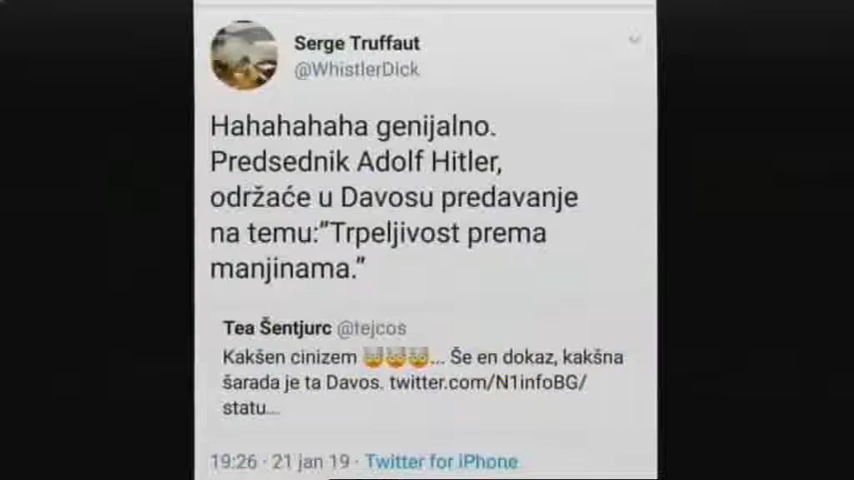 Serge Truffaut
@WhistlerDick
Hahahahaha genijalno.
Predsednik Adolf Hitler,
održaće u Davosu predavanje
na temu:"Trpeljivost prema
manjinama."
Tea Šentjurc @tejcos
Kakšen cinizem 🤯🤯🤯... Še en dokaz, kakšna
šarada je ta Davos. twitter.com/N1infoBG/
statu...
19:26 · 21 jan 19 · Twitter for iPhone